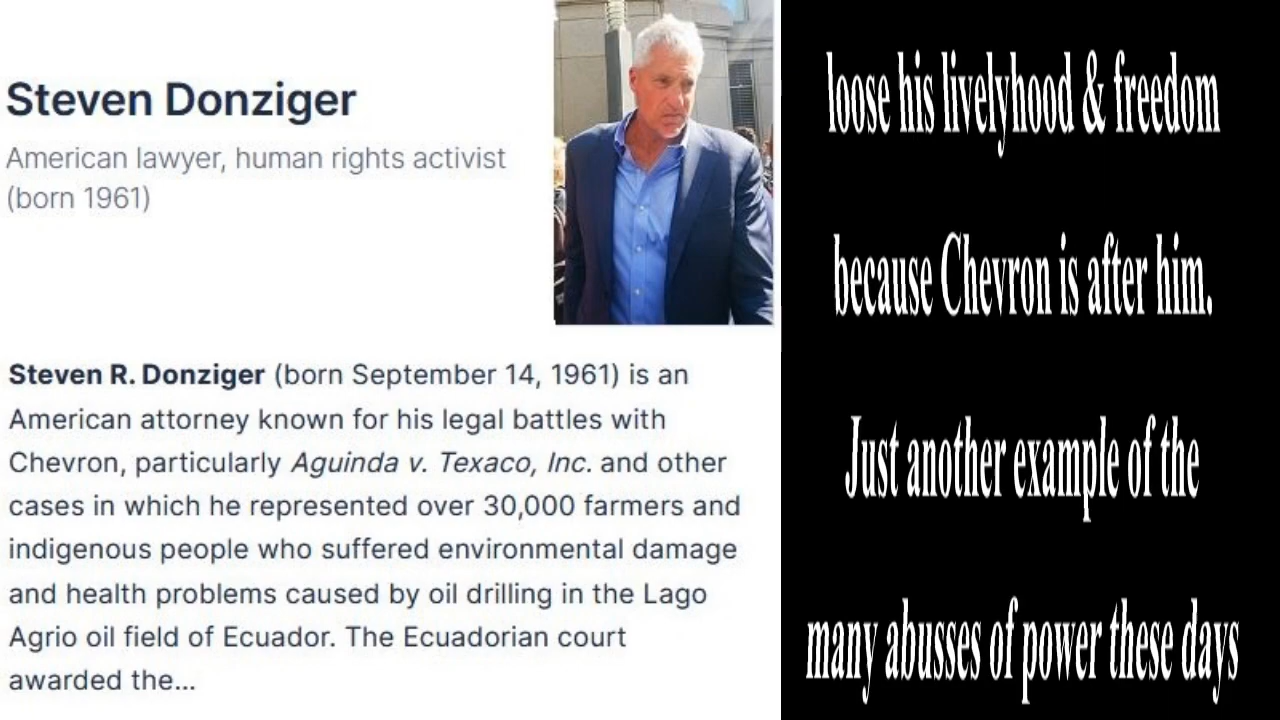 Steven Donziger
American lawyer, human rights activist
(born 1961)
Steven R. Donziger (born September 14, 1961) is an
American attorney known for his legal battles with
Chevron, particularly Aguinda v. Texaco, Inc. and other
cases in which he represented over 30,000 farmers and
indigenous people who suffered environmental damage
and health problems caused by oil drilling in the Lago
Agrio oil field of Ecuador. The Ecuadorian court
awarded the...
loose his livelyhood & freedom
because Chevron is after him.
Just another example of the
many abusses of power these days